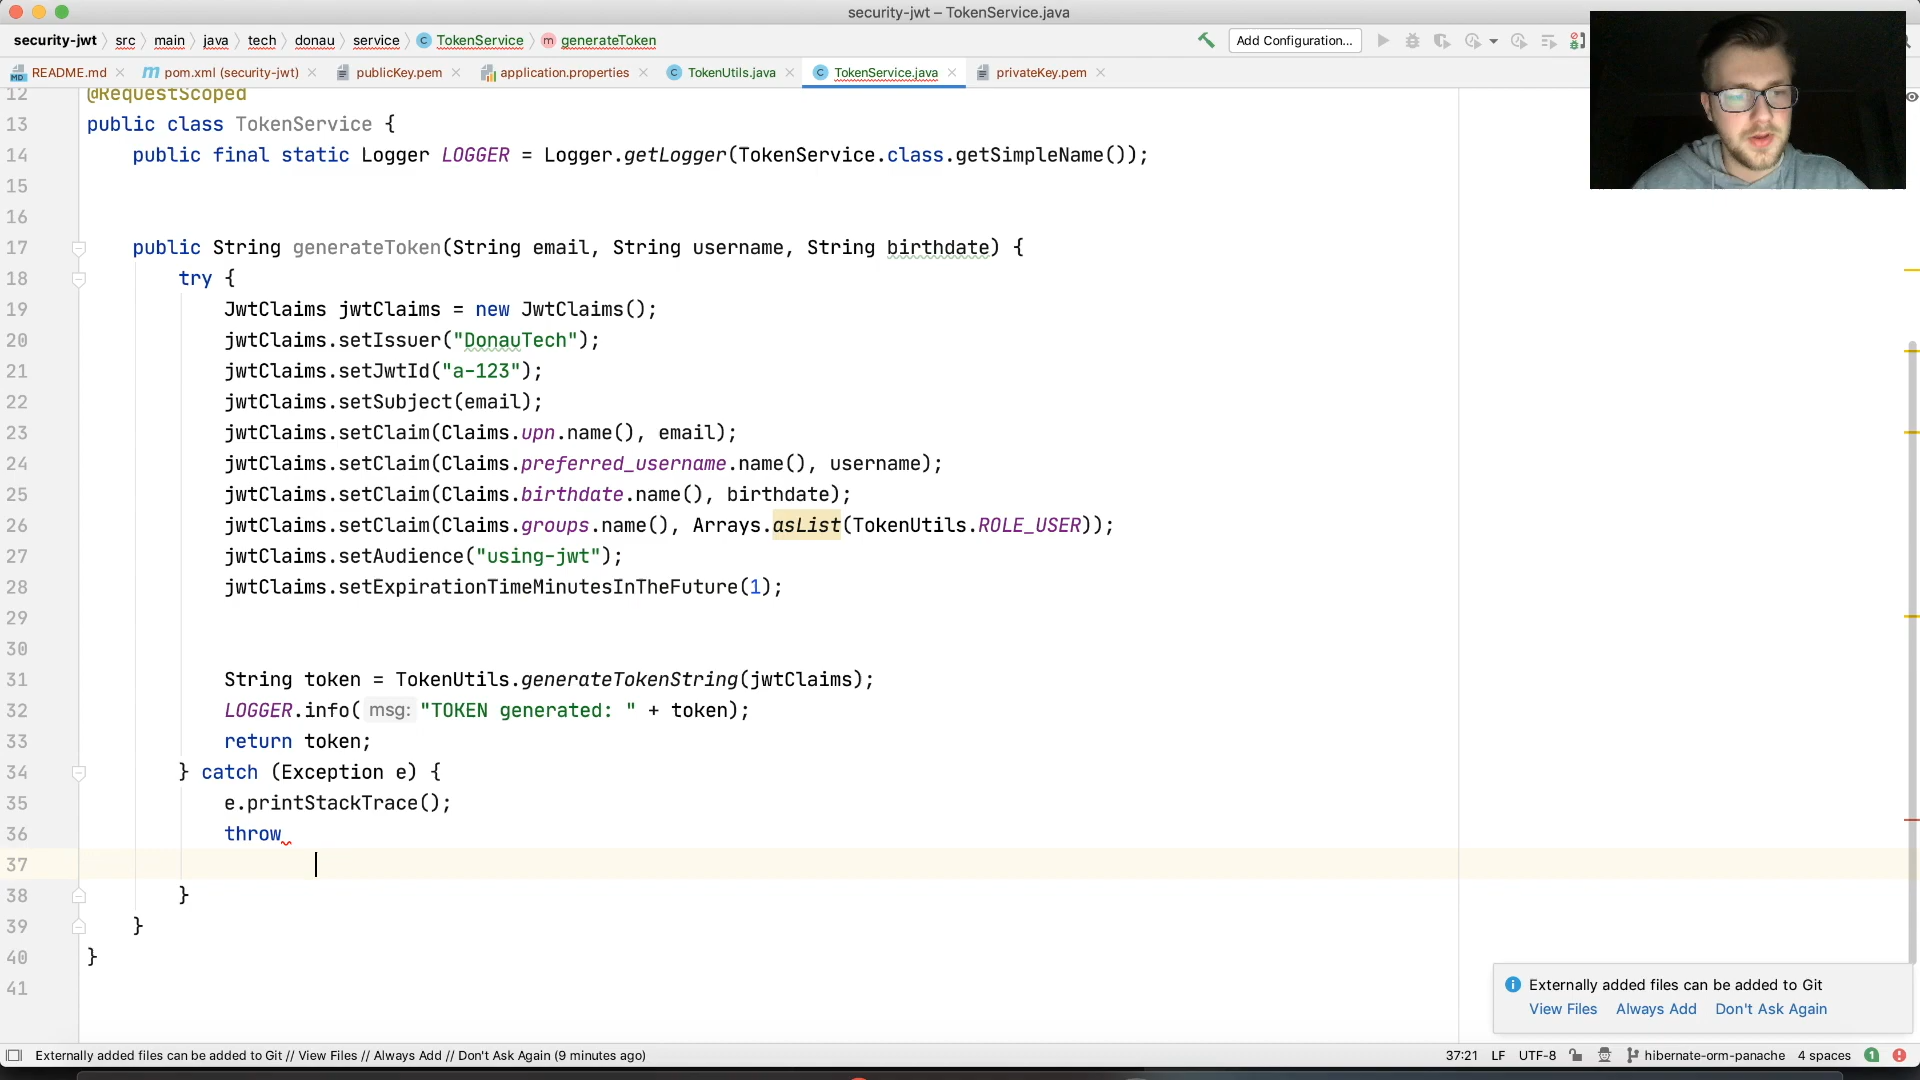 security-jwt – TokenService.java
security-jwt src main java tech donau service C TokenService m generateToken Add Configuration...
MD README.md m pom.xml (security-jwt) publicKey.pem application.properties C TokenUtils.java C TokenService.java privateKey.pem
12 @RequestScoped
13 public class TokenService {
14 public final static Logger LOGGER = Logger.getLogger(TokenService.class.getSimpleName());
15
16
17 public String generateToken(String email, String username, String birthdate) {
18 try {
19 JwtClaims jwtClaims = new JwtClaims();
20 jwtClaims.setIssuer("DonauTech");
21 jwtClaims.setJwtId("a-123");
22 jwtClaims.setSubject(email);
23 jwtClaims.setClaim(Claims.upn.name(), email);
24 jwtClaims.setClaim(Claims.preferred_username.name(), username);
25 jwtClaims.setClaim(Claims.birthdate.name(), birthdate);
26 jwtClaims.setClaim(Claims.groups.name(), Arrays.asList(TokenUtils.ROLE_USER));
27 jwtClaims.setAudience("using-jwt");
28 jwtClaims.setExpirationTimeMinutesInTheFuture(1);
29
30
31 String token = TokenUtils.generateTokenString(jwtClaims);
32 LOGGER.info( msg: "TOKEN generated: " + token);
33 return token;
34 } catch (Exception e) {
35 e.printStackTrace();
36 throw
37
38 }
39 }
40 }
41
Externally added files can be added to Git
View Files Always Add Don't Ask Again
Externally added files can be added to Git // View Files // Always Add // Don't Ask Again (9 minutes ago) 37:21 LF UTF-8 hibernate-orm-panache 4 spaces 1